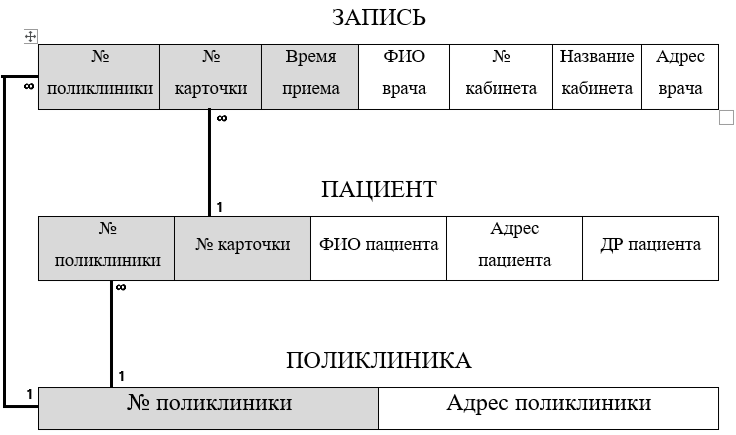 ЗАПИСЬ
№ поликлиники
№ карточки
Время приема
ФИО врача
№ кабинета
Название кабинета
Адрес врача
∞
∞
1
ПАЦИЕНТ
№ поликлиники
№ карточки
ФИО пациента
Адрес пациента
ДР пациента
∞
1
ПОЛИКЛИНИКА
1
№ поликлиники
Адрес поликлиники